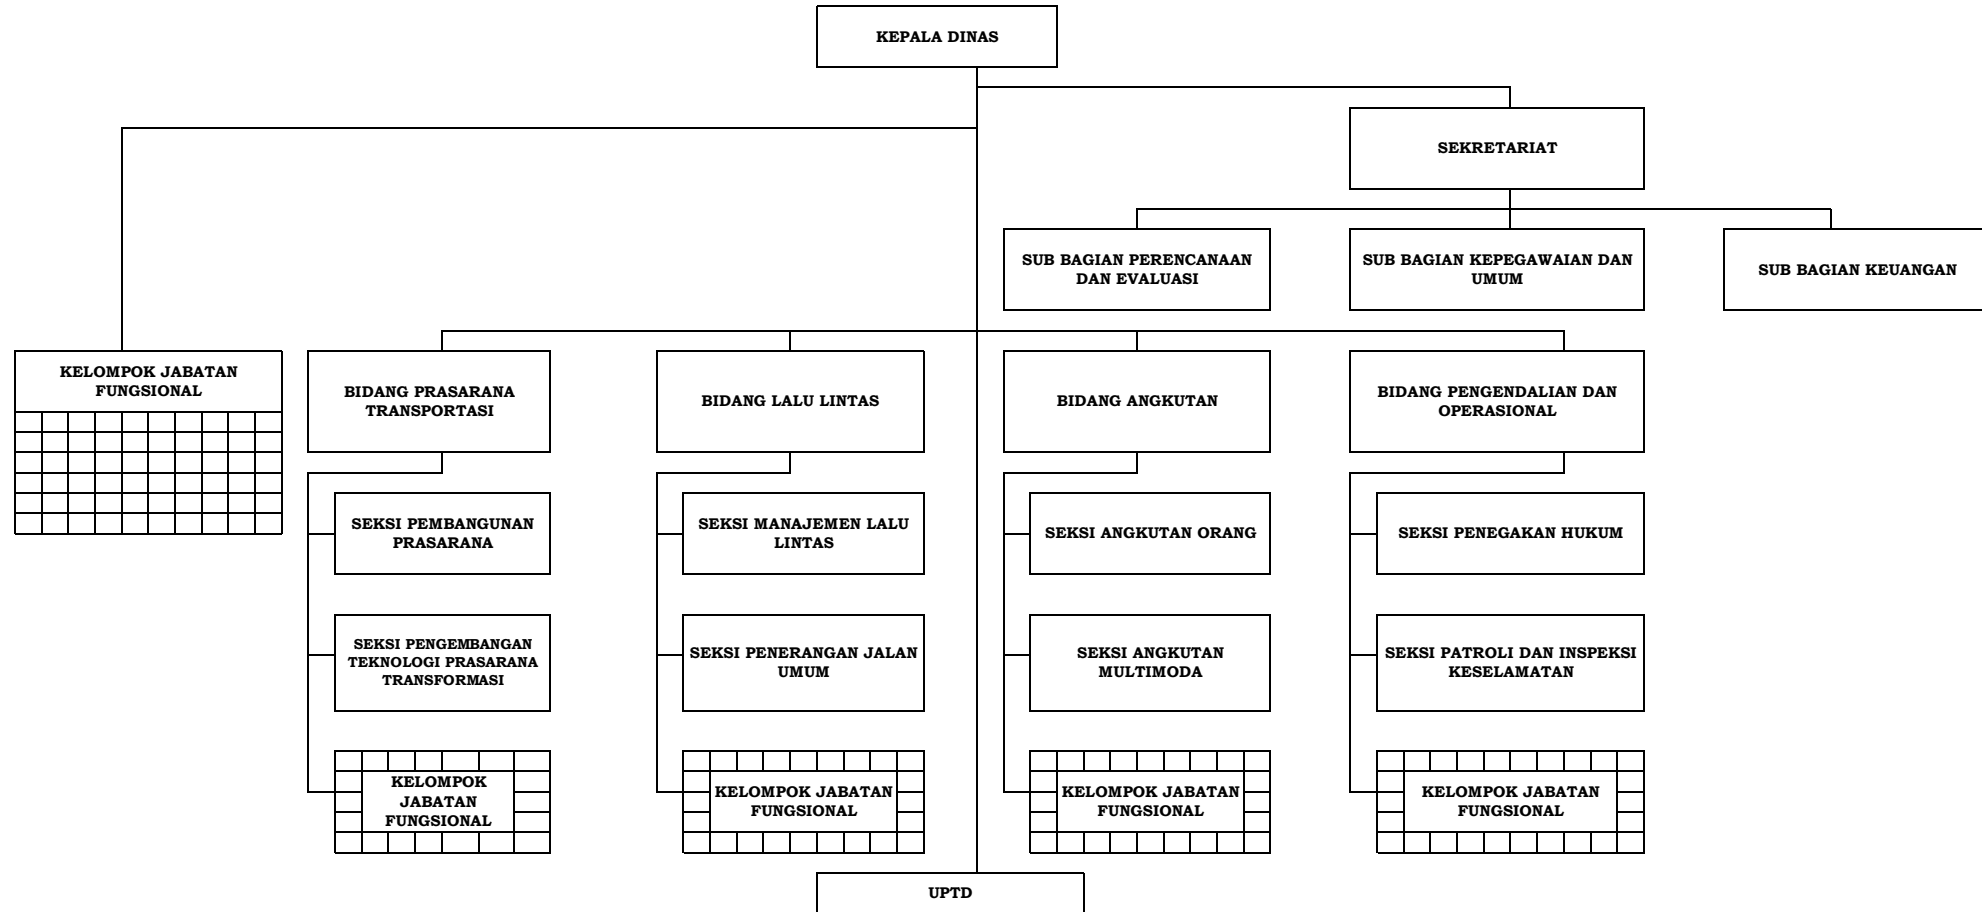 KEPALA DINAS
SEKRETARIAT
SUB BAGIAN PERENCANAAN
DAN EVALUASI
SUB BAGIAN KEPEGAWAIAN DAN
UMUM
SUB BAGIAN KEUANGAN
KELOMPOK JABATAN
FUNGSIONAL
BIDANG PRASARANA
TRANSPORTASI
BIDANG LALU LINTAS
BIDANG ANGKUTAN
BIDANG PENGENDALIAN DAN
OPERASIONAL
SEKSI PEMBANGUNAN
PRASARANA
SEKSI MANAJEMEN LALU
LINTAS
SEKSI ANGKUTAN ORANG
SEKSI PENEGAKAN HUKUM
SEKSI PENGEMBANGAN
TEKNOLOGI PRASARANA
TRANSFORMASI
SEKSI PENERANGAN JALAN
UMUM
SEKSI ANGKUTAN
MULTIMODA
SEKSI PATROLI DAN INSPEKSI
KESELAMATAN
KELOMPOK
JABATAN
FUNGSIONAL
KELOMPOK JABATAN
FUNGSIONAL
KELOMPOK JABATAN
FUNGSIONAL
KELOMPOK JABATAN
FUNGSIONAL
UPTD